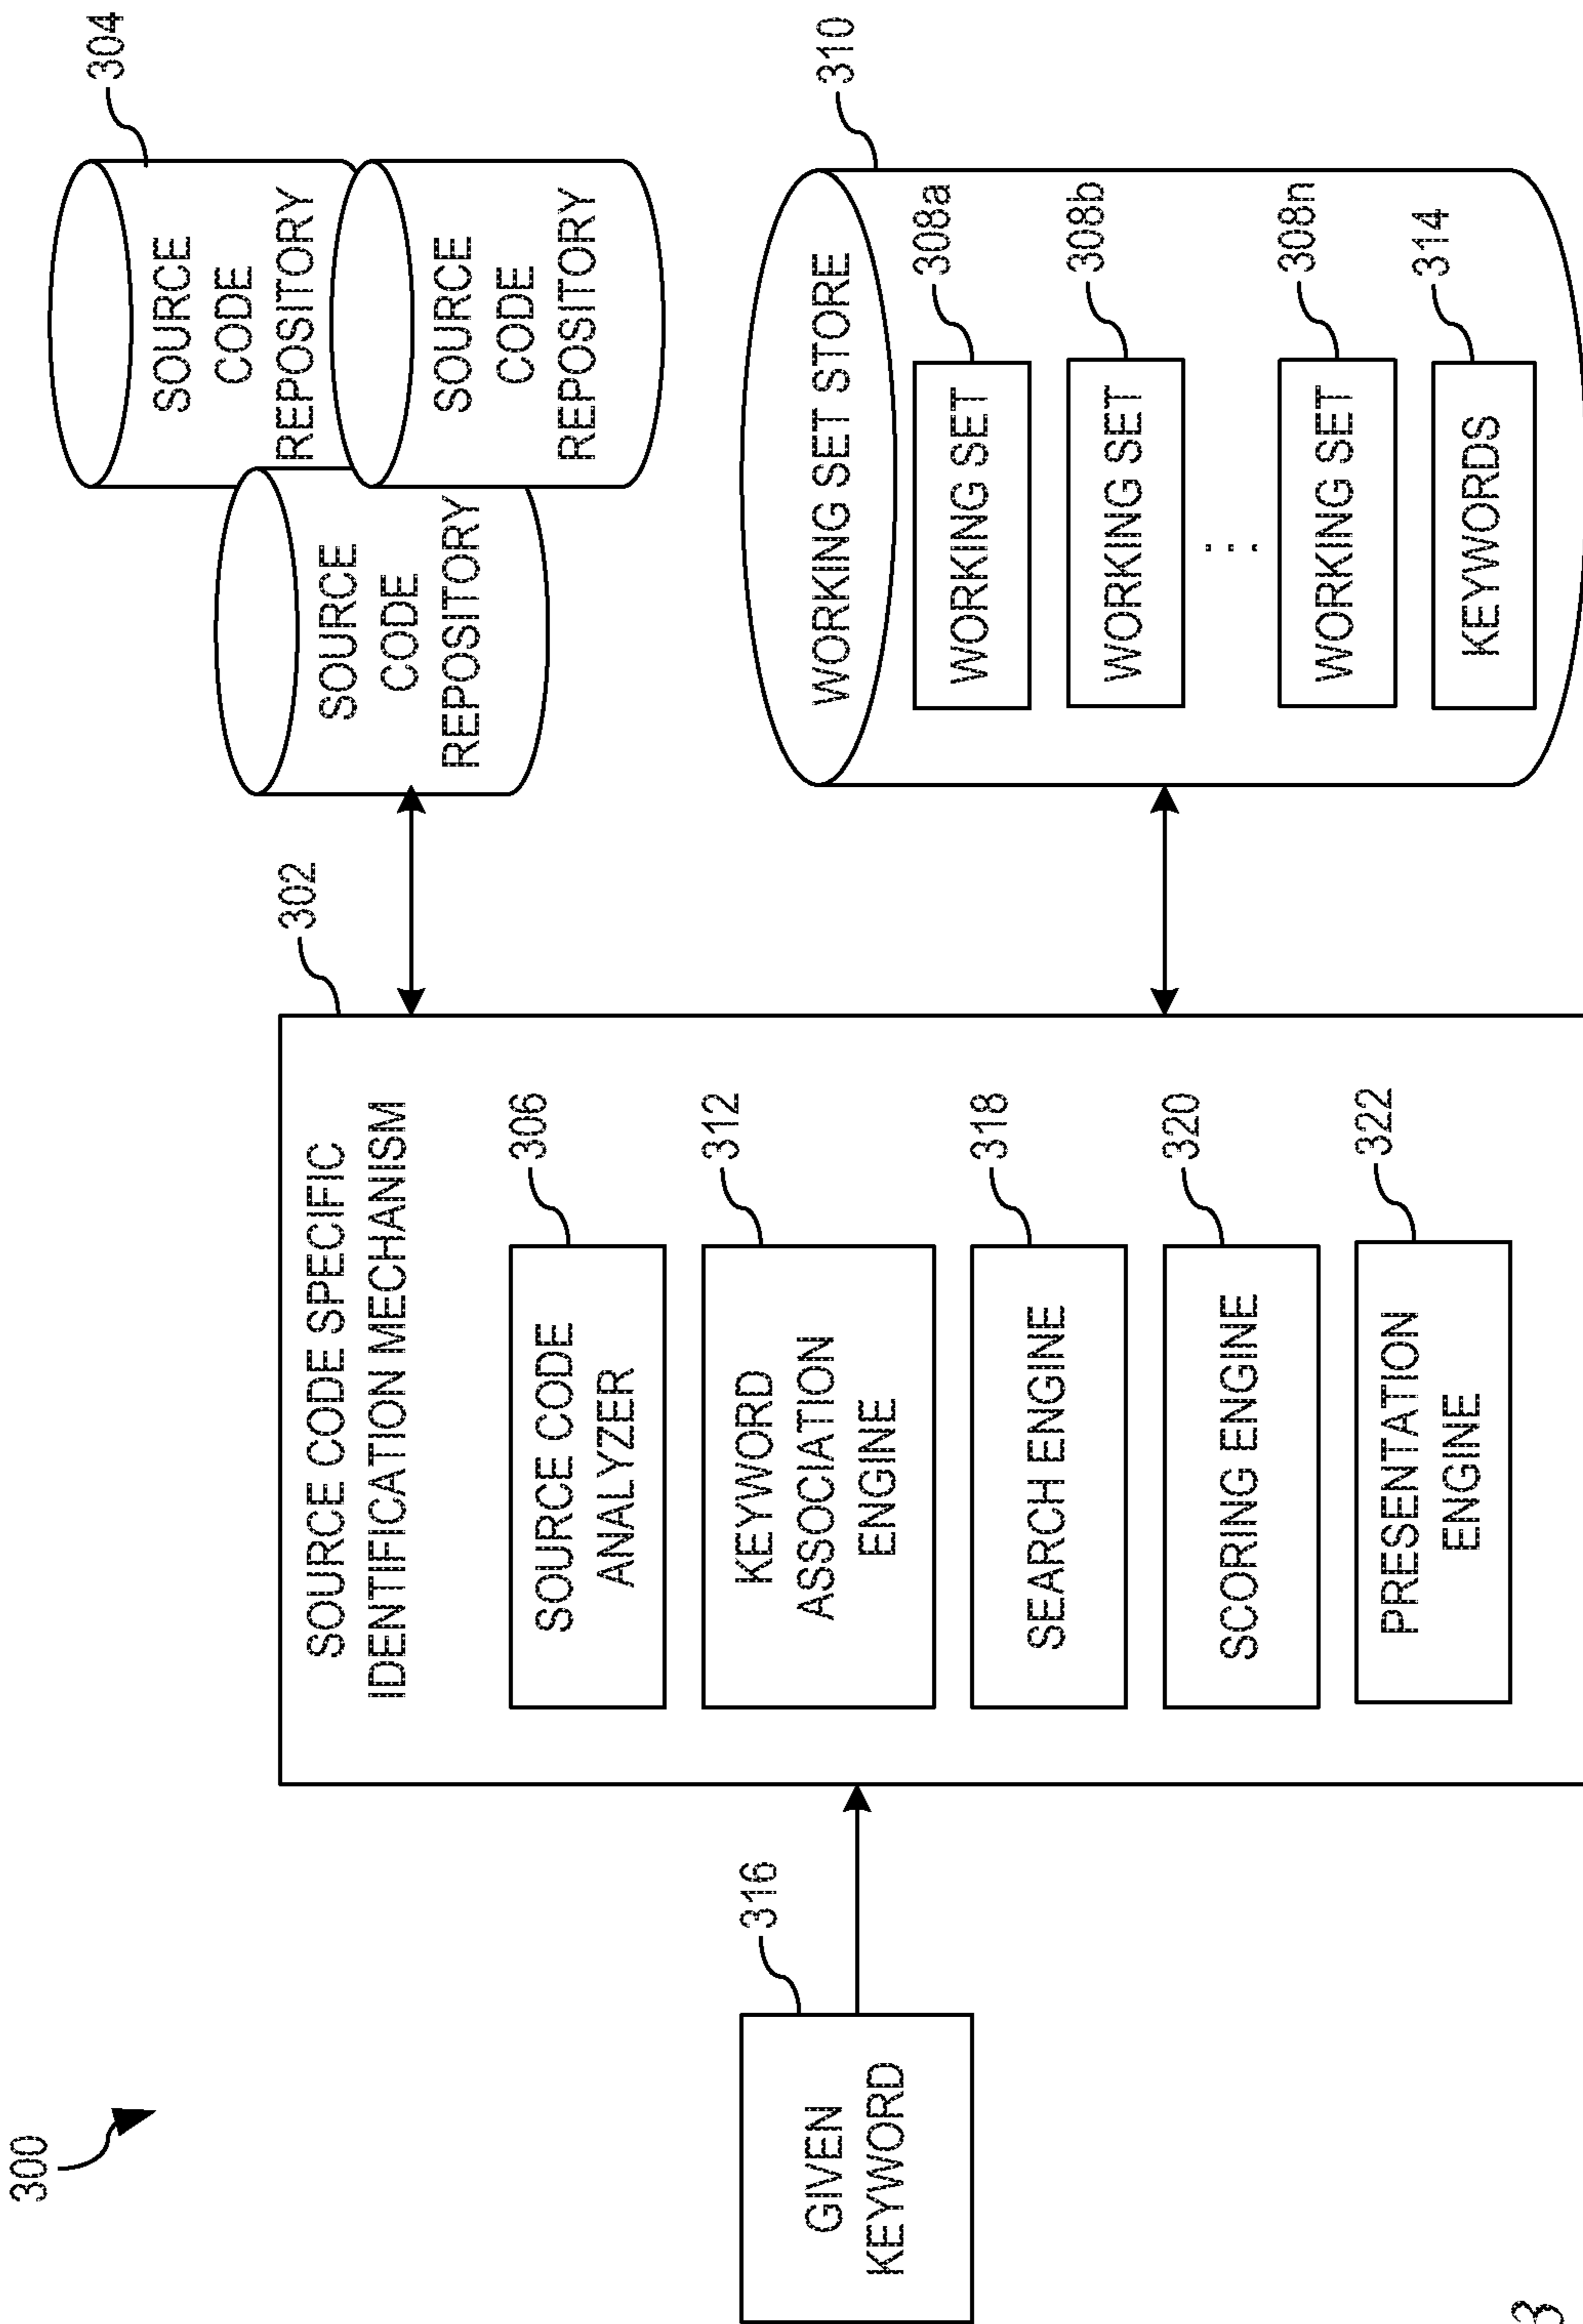 300
GIVEN
KEYWORD
316
302
SOURCE CODE SPECIFIC
IDENTIFICATION MECHANISM
SOURCE CODE
ANALYZER
306
KEYWORD
ASSOCIATION
ENGINE
312
SEARCH ENGINE
318
SCORING ENGINE
320
PRESENTATION
ENGINE
322
304
SOURCE
CODE
REPOSITORY
SOURCE
CODE
REPOSITORY
SOURCE
CODE
REPOSITORY
310
WORKING SET STORE
WORKING SET
308a
WORKING SET
308b
...
WORKING SET
308n
KEYWORDS
314
3